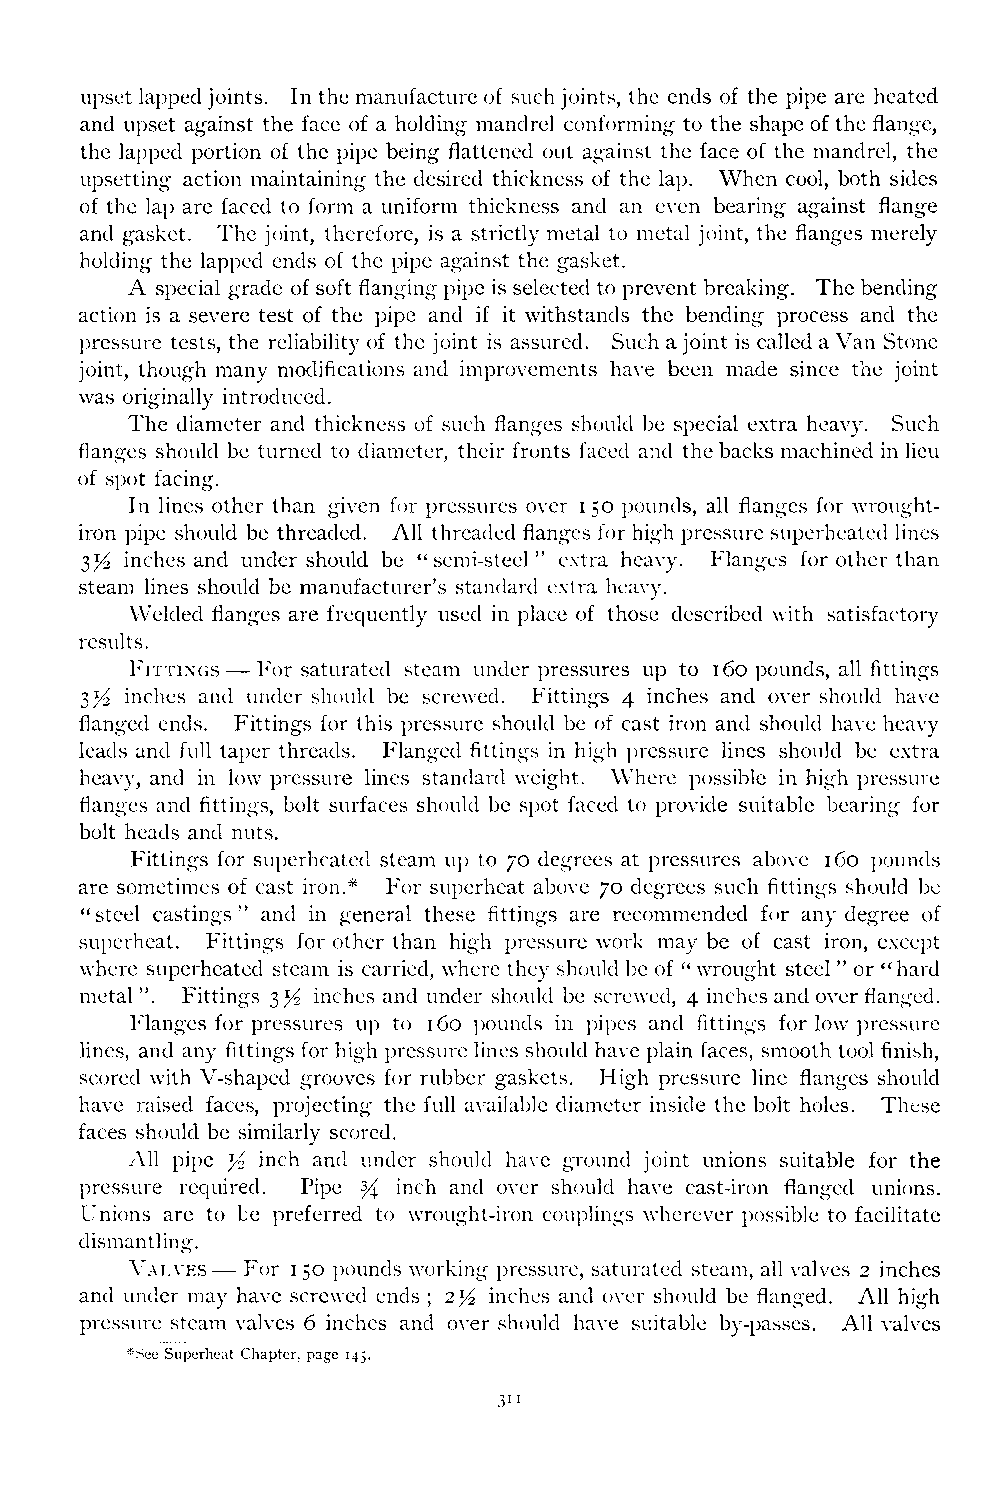 upset lapped joints. In the manufacture of such joints, the ends of the pipe are heated
and upset against the face of a holding mandrel conforming to the shape of the flange,
the lapped portion of the pipe being flattened out against the face of the mandrel, the
upsetting action maintaining the desired thickness of the lap. When cool, both sides
of the lap are faced to form a uniform thickness and an even bearing against flange
and gasket. The joint, therefore, is a strictly metal to metal joint, the flanges merely
holding the lapped ends of the pipe against the gasket.
A special grade of soft flanging pipe is selected to prevent breaking. The bending
action is a severe test of the pipe and if it withstands the bending process and the
pressure tests, the reliability of the joint is assured. Such a joint is called a Van Stone
joint, though many modifications and improvements have been made since the joint
was originally introduced.
The diameter and thickness of such flanges should be special extra heavy. Such
flanges should be turned to diameter, their fronts faced and the backs machined in lieu
of spot facing.
In lines other than given for pressures over 150 pounds, all flanges for wrought-
iron pipe should be threaded. All threaded flanges for high pressure superheated lines
3½ inches and under should be “semi-steel” extra heavy. Flanges for other than
steam lines should be manufacturer's standard extra heavy.
Welded flanges are frequently used in place of those described with satisfactory
results.
FITTINGS — For saturated steam under pressures up to 160 pounds, all fittings
3½ inches and under should be screwed. Fittings 4 inches and over should have
flanged ends. Fittings for this pressure should be of cast iron and should have heavy
leads and full taper threads. Flanged fittings in high pressure lines should be extra
heavy, and in low pressure lines standard weight. Where possible in high pressure
flanges and fittings, bolt surfaces should be spot faced to provide suitable bearing for
bolt heads and nuts.
Fittings for superheated steam up to 70 degrees at pressures above 160 pounds
are sometimes of cast iron.* For superheat above 70 degrees such fittings should be
“steel castings” and in general these fittings are recommended for any degree of
superheat. Fittings for other than high pressure work may be of cast iron, except
where superheated steam is carried, where they should be of “wrought steel” or “hard
metal”. Fittings 3½ inches and under should be screwed, 4 inches and over flanged.
Flanges for pressures up to 160 pounds in pipes and fittings for low pressure
lines, and any fittings for high pressure lines should have plain faces, smooth tool finish,
scored with V-shaped grooves for rubber gaskets. High pressure line flanges should
have raised faces, projecting the full available diameter inside the bolt holes. These
faces should be similarly scored.
All pipe ½ inch and under should have ground joint unions suitable for the
pressure required. Pipe ¾ inch and over should have cast-iron flanged unions.
Unions are to be preferred to wrought-iron couplings wherever possible to facilitate
dismantling.
VALVES — For 150 pounds working pressure, saturated steam, all valves 2 inches
and under may have screwed ends; 2½ inches and over should be flanged. All high
pressure steam valves 6 inches and over should have suitable by-passes. All valves
*See Superheat Chapter, page 145.
311